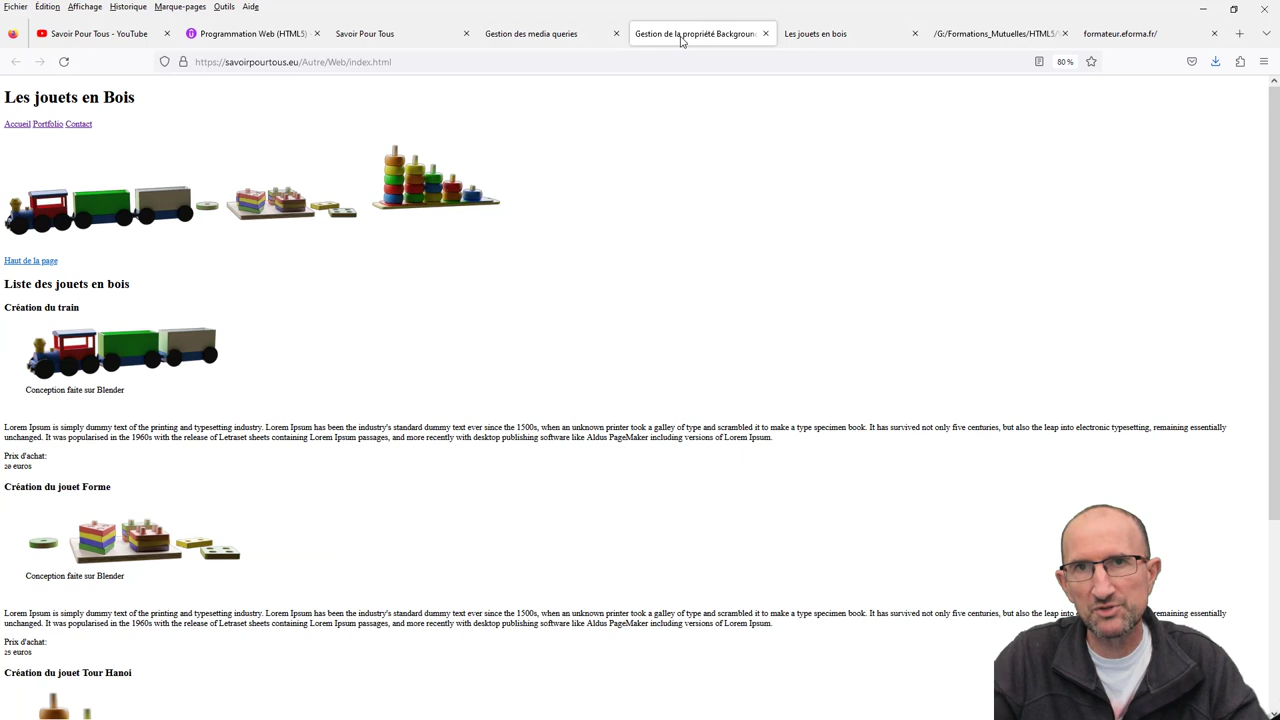 Fichier Édition Affichage Historique Marque-pages Outils Aide
Savoir Pour Tous - YouTube
Programmation Web (HTML5) -
Savoir Pour Tous
Gestion des media queries
Gestion de la propriété Backgroun
Les jouets en bois
/G:/Formations_Mutuelles/HTML5/
formateur.eforma.fr/
https://savoirpourtous.eu/Autre/Web/index.html
80 %
Les jouets en Bois
Accueil Portfolio Contact
Haut de la page
Liste des jouets en bois
Création du train
Conception faite sur Blender
Lorem Ipsum is simply dummy text of the printing and typesetting industry. Lorem Ipsum has been the industry's standard dummy text ever since the 1500s, when an unknown printer took a galley of type and scrambled it to make a type specimen book. It has survived not only five centuries, but also the leap into electronic typesetting, remaining essentially
unchanged. It was popularised in the 1960s with the release of Letraset sheets containing Lorem Ipsum passages, and more recently with desktop publishing software like Aldus PageMaker including versions of Lorem Ipsum.
Prix d'achat:
20 euros
Création du jouet Forme
Conception faite sur Blender
Lorem Ipsum is simply dummy text of the printing and typesetting industry. Lorem Ipsum has been the industry's standard dummy text ever since the 1500s, when an unknown printer took a galley of type and scrambled it to make a type specimen book. It has survived not only five centuries, but also the leap into remaining essentially
unchanged. It was popularised in the 1960s with the release of Letraset sheets containing Lorem Ipsum passages, and more recently with desktop publishing software like Aldus PageMaker including versions of Lorem Ipsum.
Prix d'achat:
25 euros
Création du jouet Tour Hanoi